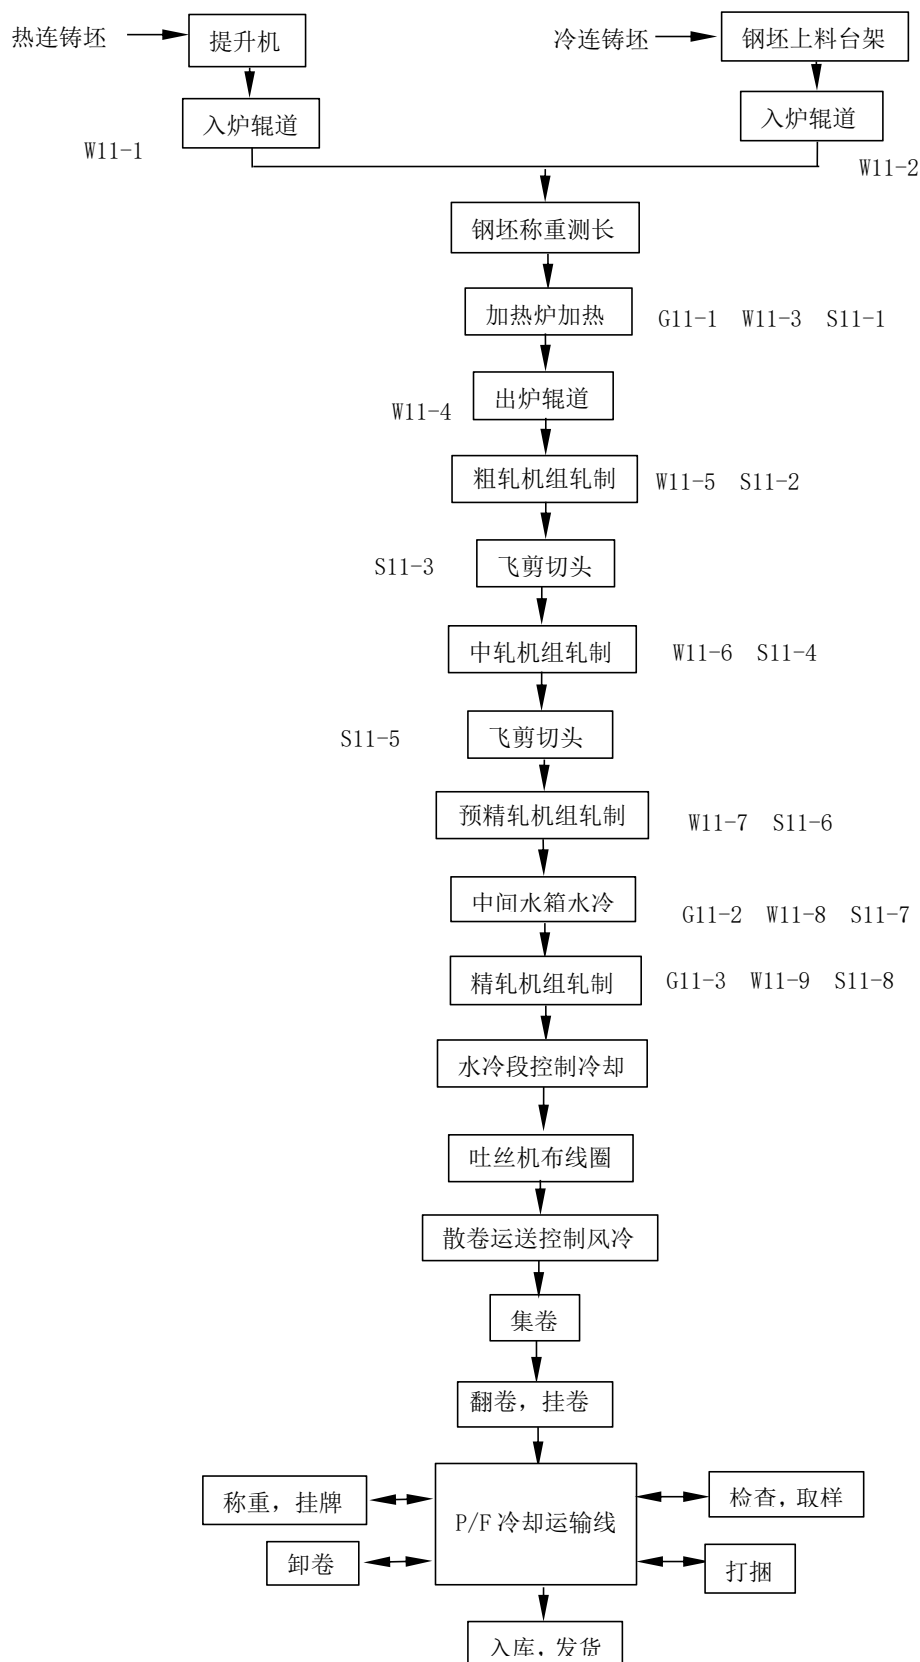 热连铸坯 提升机 冷连铸坯 钢坯上料台架
入炉辊道 入炉辊道
W11-1 W11-2
钢坯称重测长
加热炉加热 G11-1 W11-3 S11-1
W11-4 出炉辊道
粗轧机组轧制 W11-5 S11-2
S11-3 飞剪切头
中轧机组轧制 W11-6 S11-4
S11-5 飞剪切头
预精轧机组轧制 W11-7 S11-6
中间水箱水冷 G11-2 W11-8 S11-7
精轧机组轧制 G11-3 W11-9 S11-8
水冷段控制冷却
吐丝机布线圈
散卷运送控制风冷
集卷
翻卷，挂卷
称重，挂牌 检查，取样
P/F 冷却运输线
卸卷 打捆
入库，发货